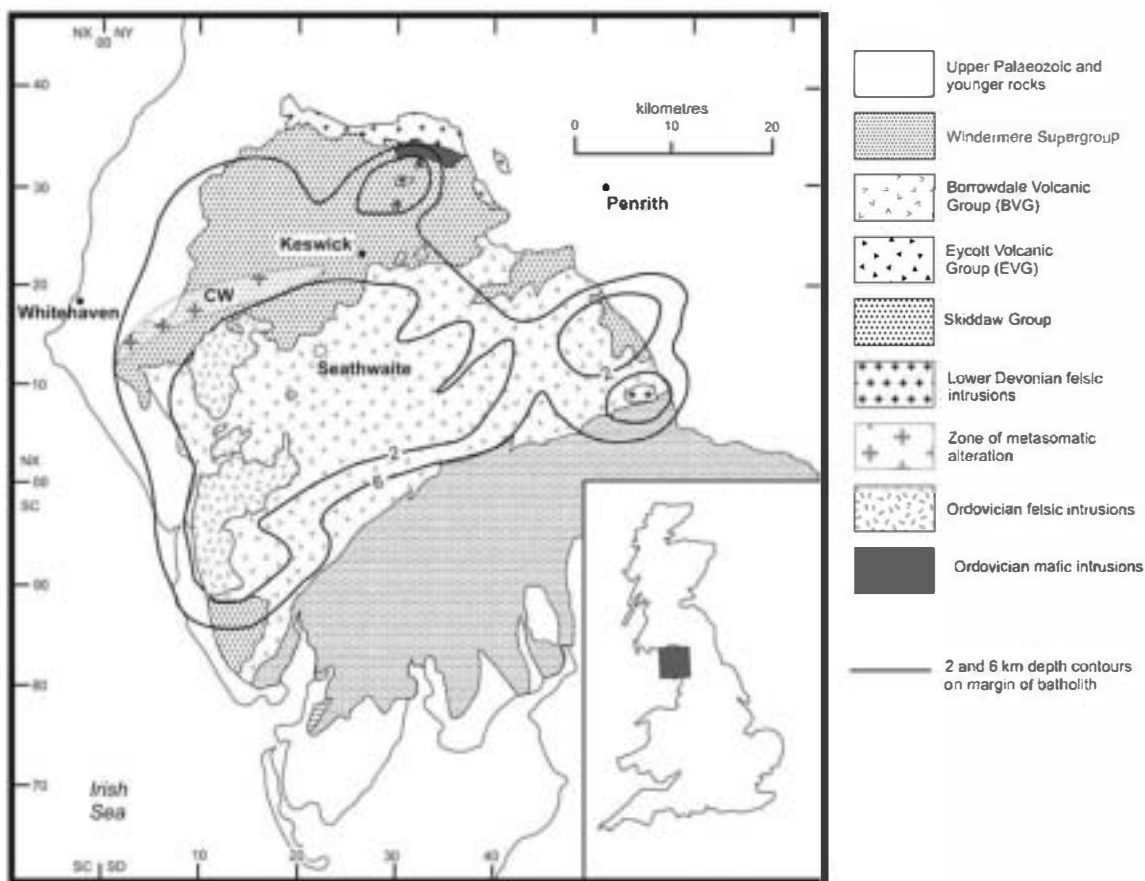 NX
00
NY
40
30
20
10
NX
00
SC
90
80
70
kilometres
0
10
20
Penrith
Keswick
CW
Whitehaven
Seathwaite
2
2
6
Irish
Sea
SC
SD
10
20
30
40
Upper Palaeozoic and
younger rocks
Windermere Supergroup
Borrowdale Volcanic
Group (BVG)
Eycott Volcanic
Group (EVG)
Skiddaw Group
Lower Devonian felsic
intrusions
Zone of metasomatic
alteration
Ordovician felsic intrusions
Ordovician mafic intrusions
2 and 6 km depth contours
on margin of batholith